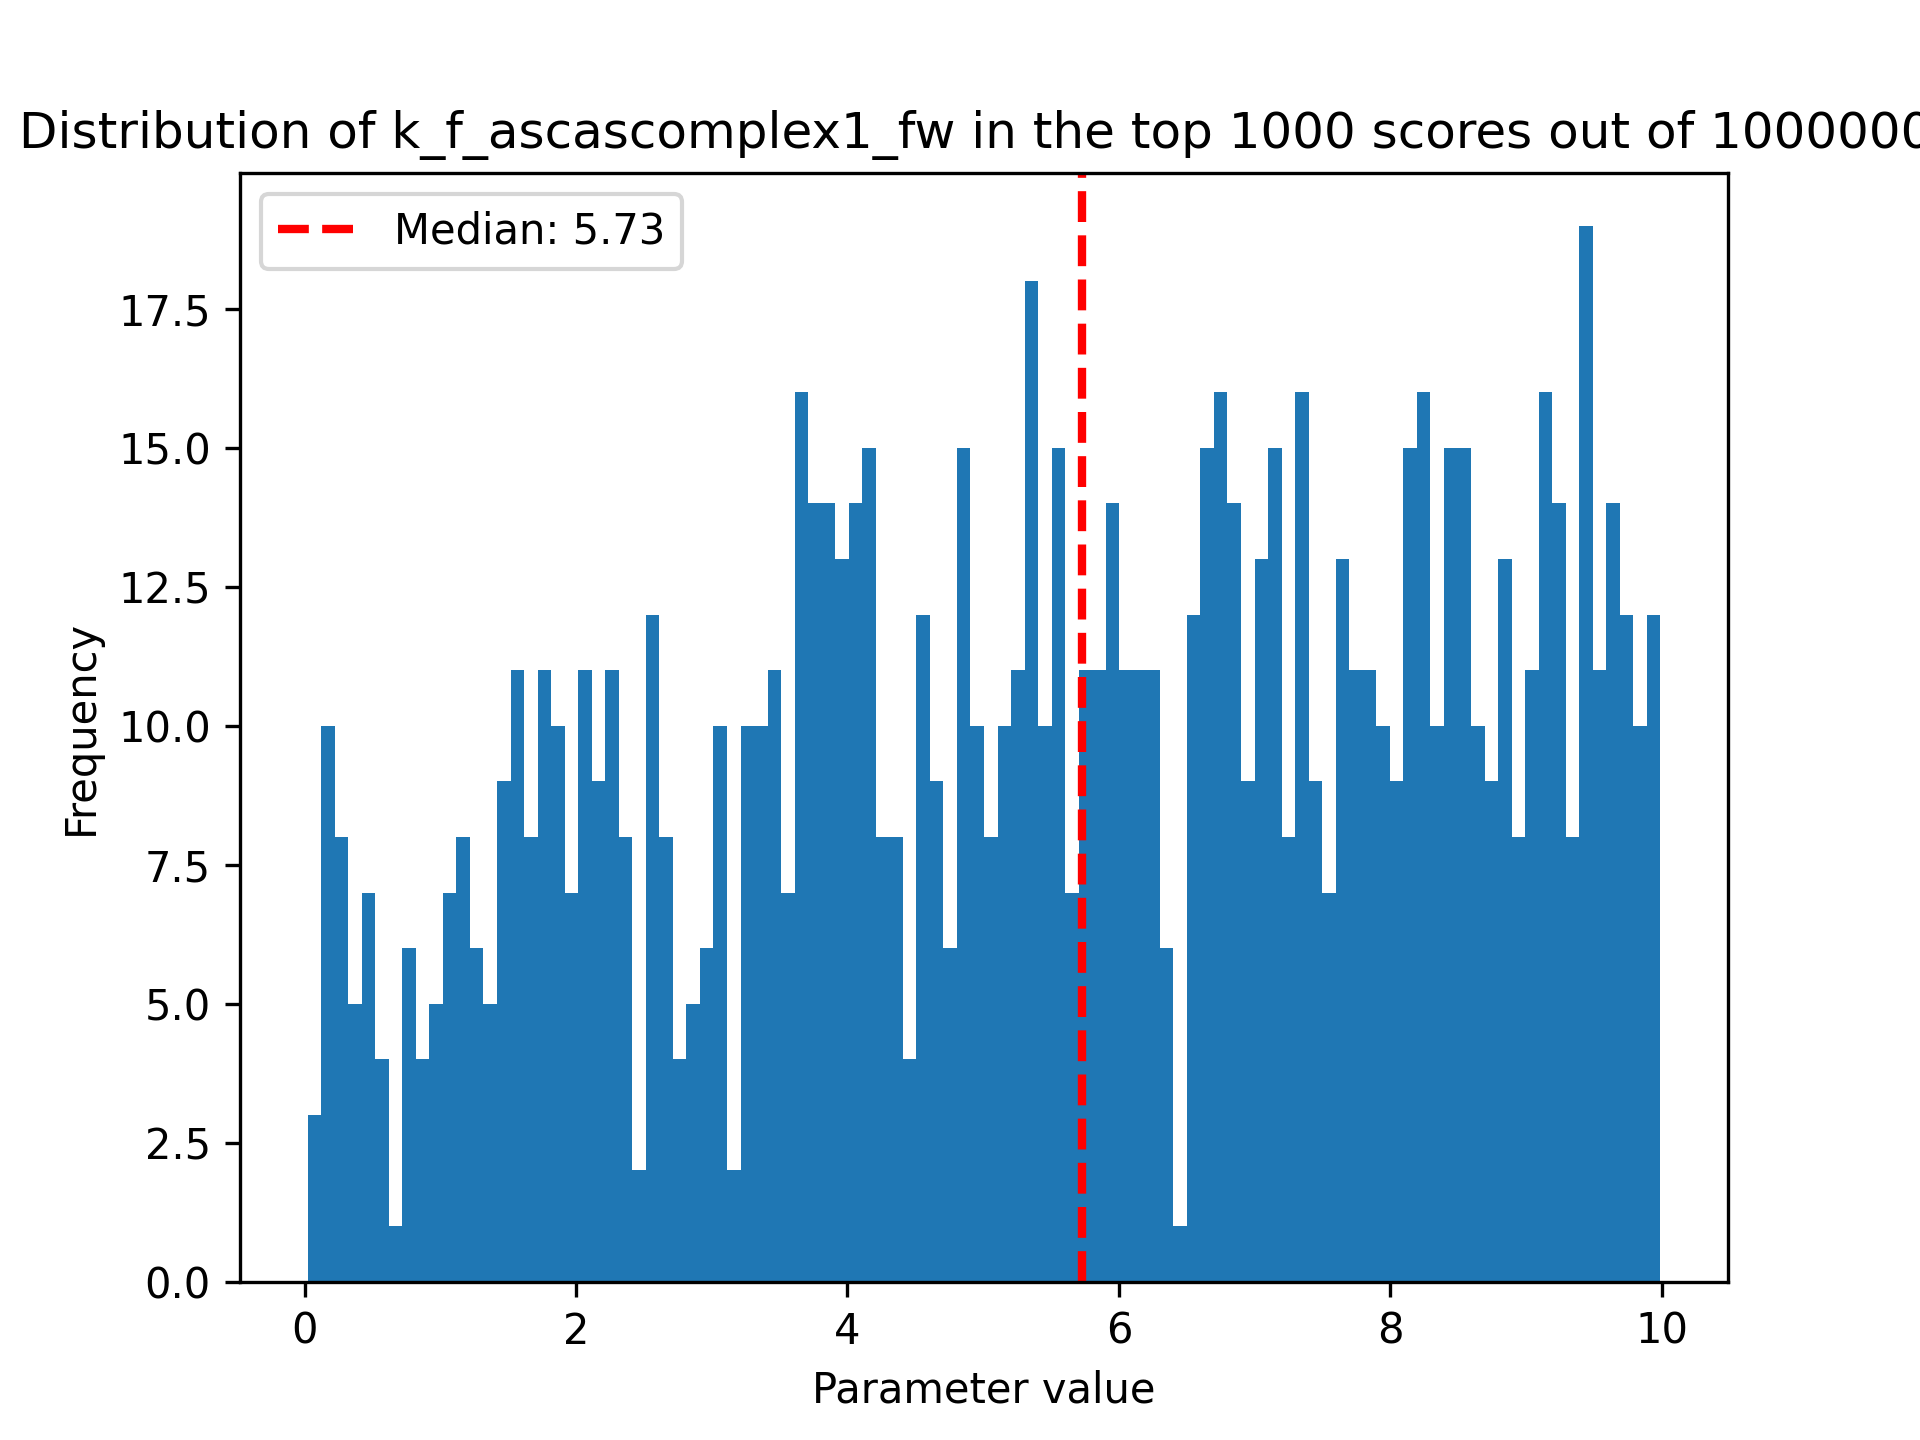 Distribution of k_f_ascascomplex1_fw in the top 1000 scores out of 1000000
Median: 5.73
17.5
15.0
12.5
10.0
7.5
5.0
2.5
0.0
Frequency
0 2 4 6 8 10
Parameter value